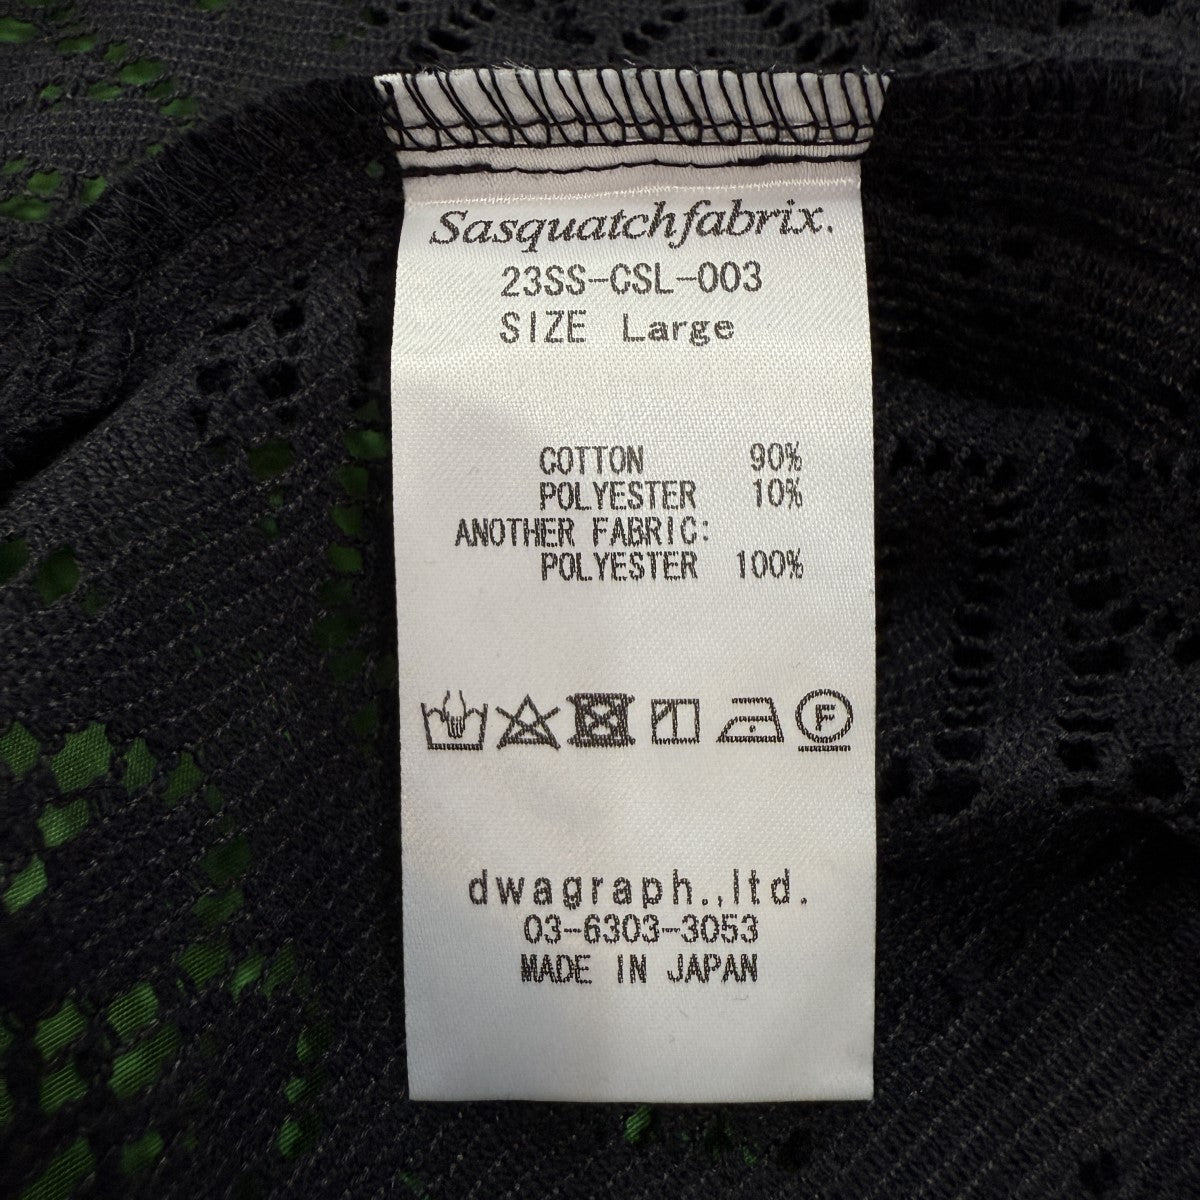 Sasquatchfabrix.
23SS-CSL-003
SIZE Large
COTTON 90%
POLYESTER 10%
ANOTHER FABRIC:
POLYESTER 100%
F
dwagraph.,ltd.
03-6303-3053
MADE IN JAPAN